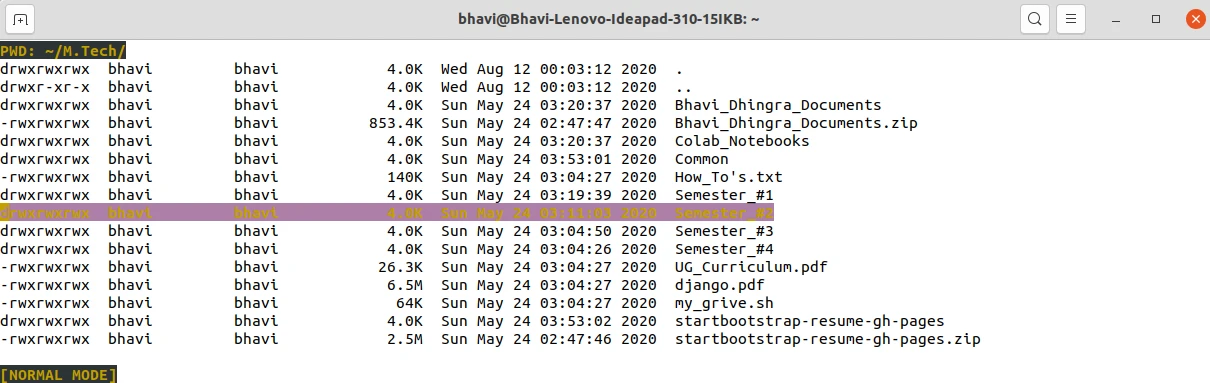 bhavi@Bhavi-Lenovo-Ideapad-310-15IKB: ~
PWD: ~/M.Tech/
drwxrwxrwx  bhavi         bhavi            4.0K  Wed Aug 12 00:03:12 2020  .
drwxr-xr-x  bhavi         bhavi            4.0K  Wed Aug 12 00:03:12 2020  ..
drwxrwxrwx  bhavi         bhavi            4.0K  Sun May 24 03:20:37 2020  Bhavi_Dhingra_Documents
-rwxrwxrwx  bhavi         bhavi          853.4K  Sun May 24 02:47:47 2020  Bhavi_Dhingra_Documents.zip
drwxrwxrwx  bhavi         bhavi            4.0K  Sun May 24 03:20:37 2020  Colab_Notebooks
drwxrwxrwx  bhavi         bhavi            4.0K  Sun May 24 03:53:01 2020  Common
-rwxrwxrwx  bhavi         bhavi            140K  Sun May 24 03:04:27 2020  How_To's.txt
drwxrwxrwx  bhavi         bhavi            4.0K  Sun May 24 03:19:39 2020  Semester_#1
drwxrwxrwx  bhavi         bhavi            4.0K  Sun May 24 03:11:03 2020  Semester_#2
drwxrwxrwx  bhavi         bhavi            4.0K  Sun May 24 03:04:50 2020  Semester_#3
drwxrwxrwx  bhavi         bhavi            4.0K  Sun May 24 03:04:26 2020  Semester_#4
-rwxrwxrwx  bhavi         bhavi           26.3K  Sun May 24 03:04:27 2020  UG_Curriculum.pdf
-rwxrwxrwx  bhavi         bhavi            6.5M  Sun May 24 03:04:27 2020  django.pdf
-rwxrwxrwx  bhavi         bhavi             64K  Sun May 24 03:04:27 2020  my_grive.sh
drwxrwxrwx  bhavi         bhavi            4.0K  Sun May 24 03:53:02 2020  startbootstrap-resume-gh-pages
-rwxrwxrwx  bhavi         bhavi            2.5M  Sun May 24 02:47:46 2020  startbootstrap-resume-gh-pages.zip
[NORMAL MODE]